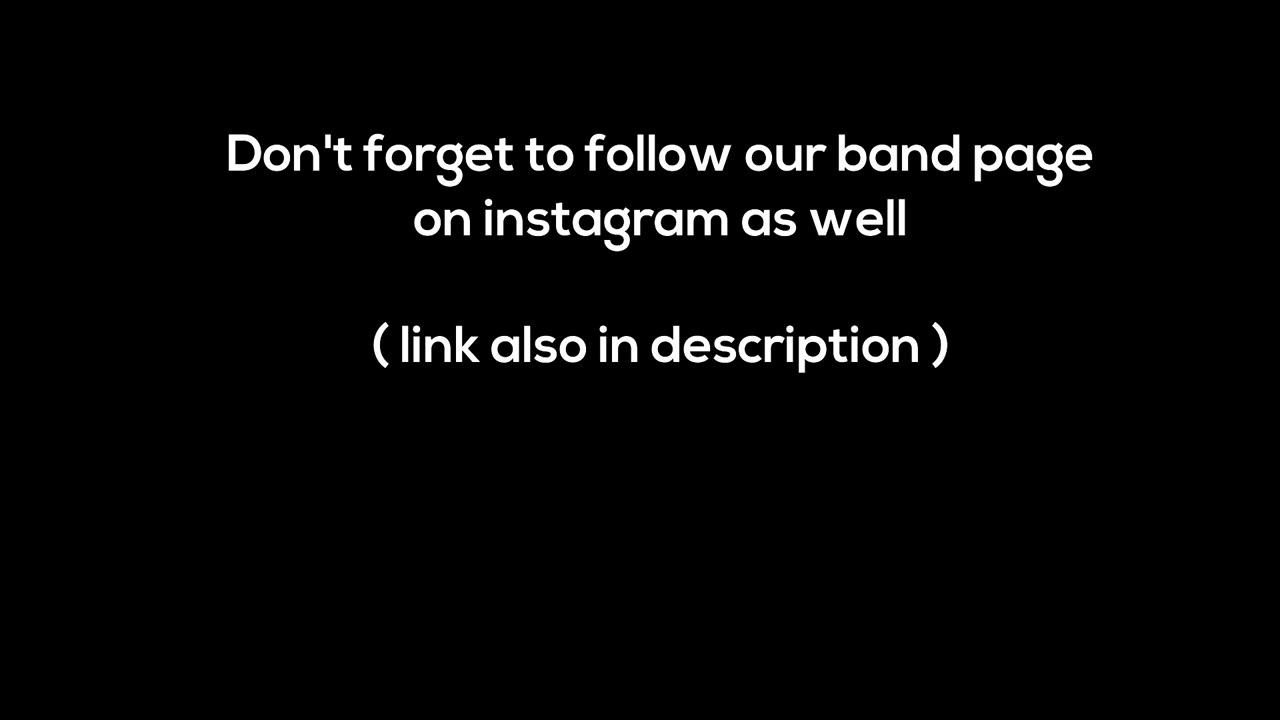 Don't forget to follow our band page
on instagram as well
( link also in description )